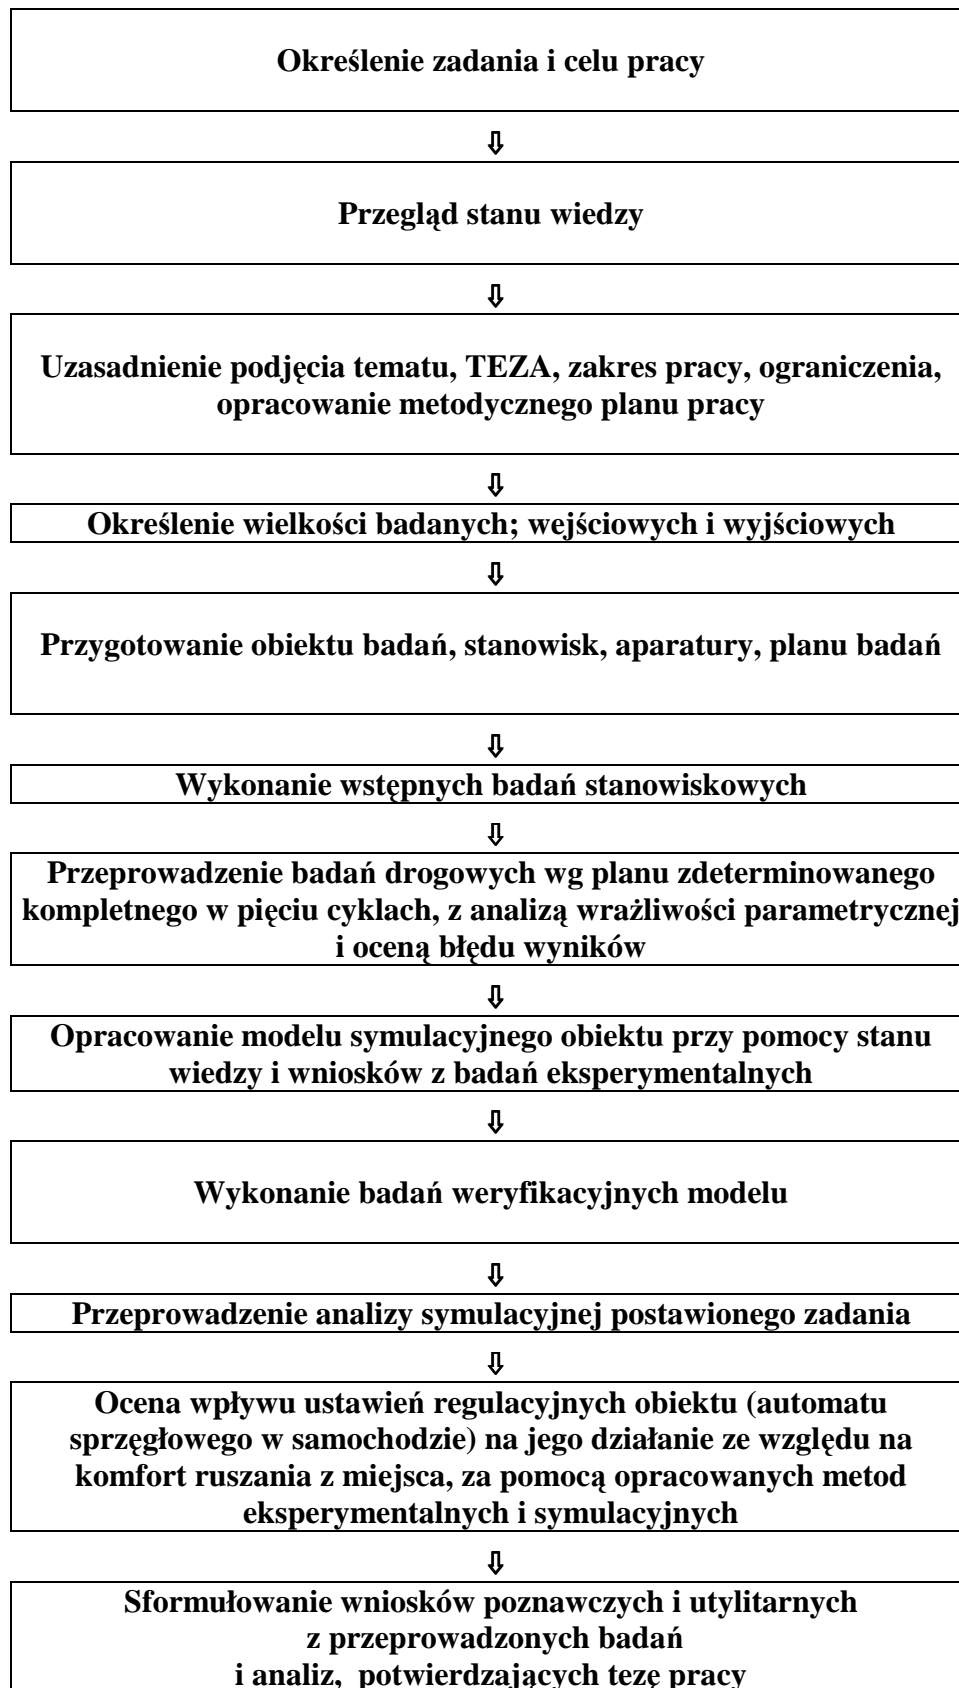 Określenie zadania i celu pracy
⇩
Przegląd stanu wiedzy
⇩
Uzasadnienie podjęcia tematu, TEZA, zakres pracy, ograniczenia,
opracowanie metodycznego planu pracy
⇩
Określenie wielkości badanych; wejściowych i wyjściowych
⇩
Przygotowanie obiektu badań, stanowisk, aparatury, planu badań
⇩
Wykonanie wstępnych badań stanowiskowych
⇩
Przeprowadzenie badań drogowych wg planu zdeterminowanego
kompletnego w pięciu cyklach, z analizą wrażliwości parametrycznej
i oceną błędu wyników
⇩
Opracowanie modelu symulacyjnego obiektu przy pomocy stanu
wiedzy i wniosków z badań eksperymentalnych
⇩
Wykonanie badań weryfikacyjnych modelu
⇩
Przeprowadzenie analizy symulacyjnej postawionego zadania
⇩
Ocena wpływu ustawień regulacyjnych obiektu (automatu
sprzęgłowego w samochodzie) na jego działanie ze względu na
komfort ruszania z miejsca, za pomocą opracowanych metod
eksperymentalnych i symulacyjnych
⇩
Sformułowanie wniosków poznawczych i utylitarnych
z przeprowadzonych badań
i analiz, potwierdzających tezę pracy